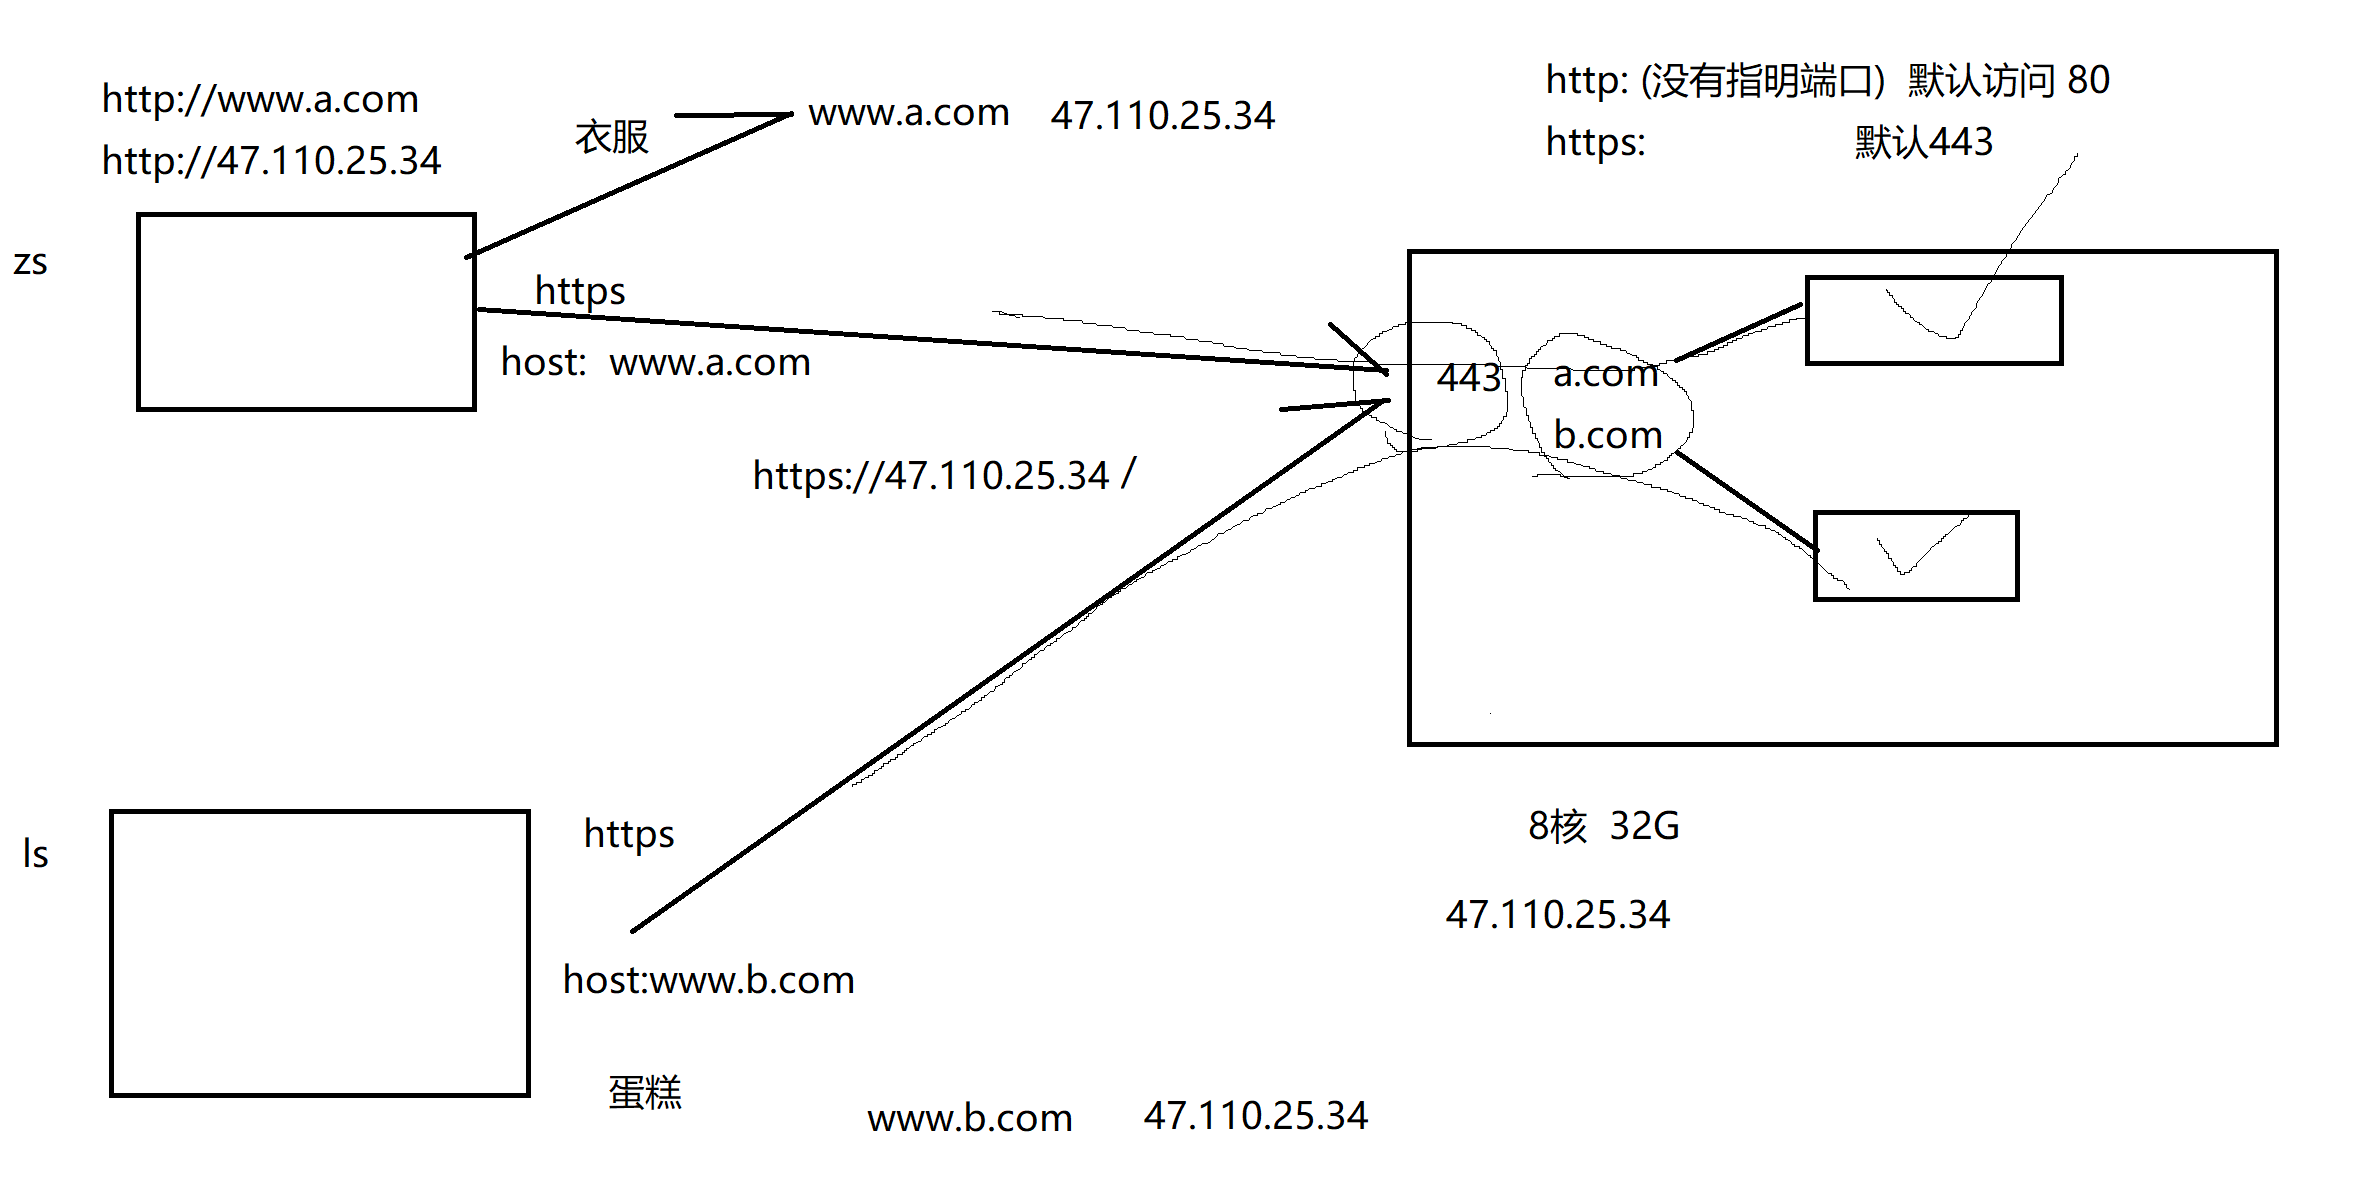 http://www.a.com
http://47.110.25.34
衣服
www.a.com 47.110.25.34
http: (没有指明端口) 默认访问 80
https: 默认443
zs
https
host: www.a.com
443
a.com
b.com
https://47.110.25.34 /
ls
https
host:www.b.com
蛋糕
www.b.com 47.110.25.34
8核 32G
47.110.25.34